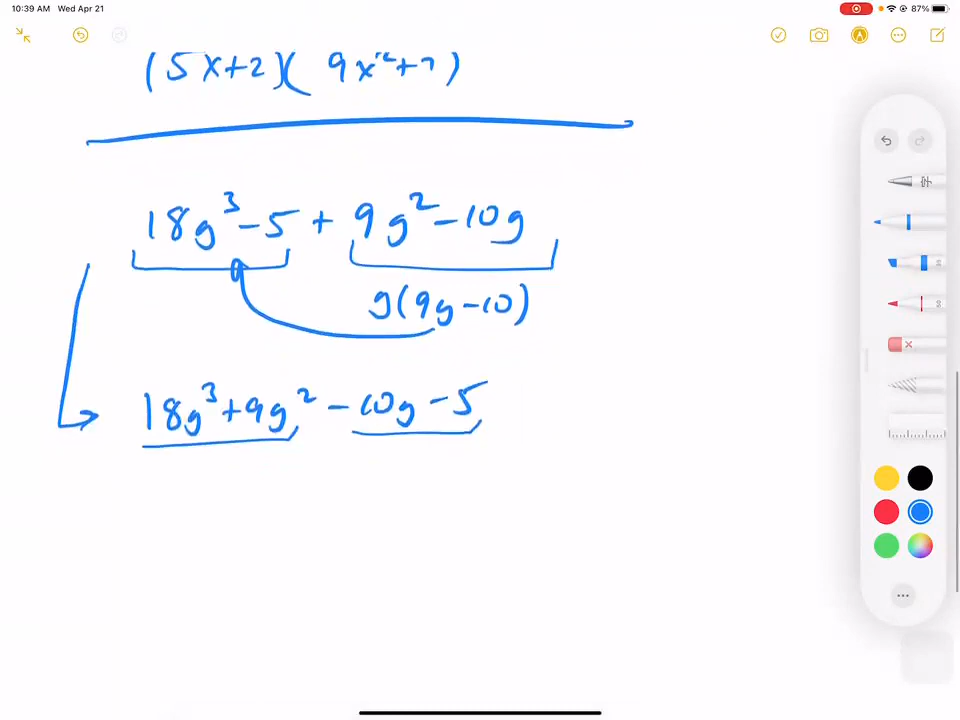 10:39 AM Wed Apr 21
87%
(5x+2)(9x²+7)
18g³-5+9g²-10g
g(9g-10)
18g³+9g²-10g-5
50